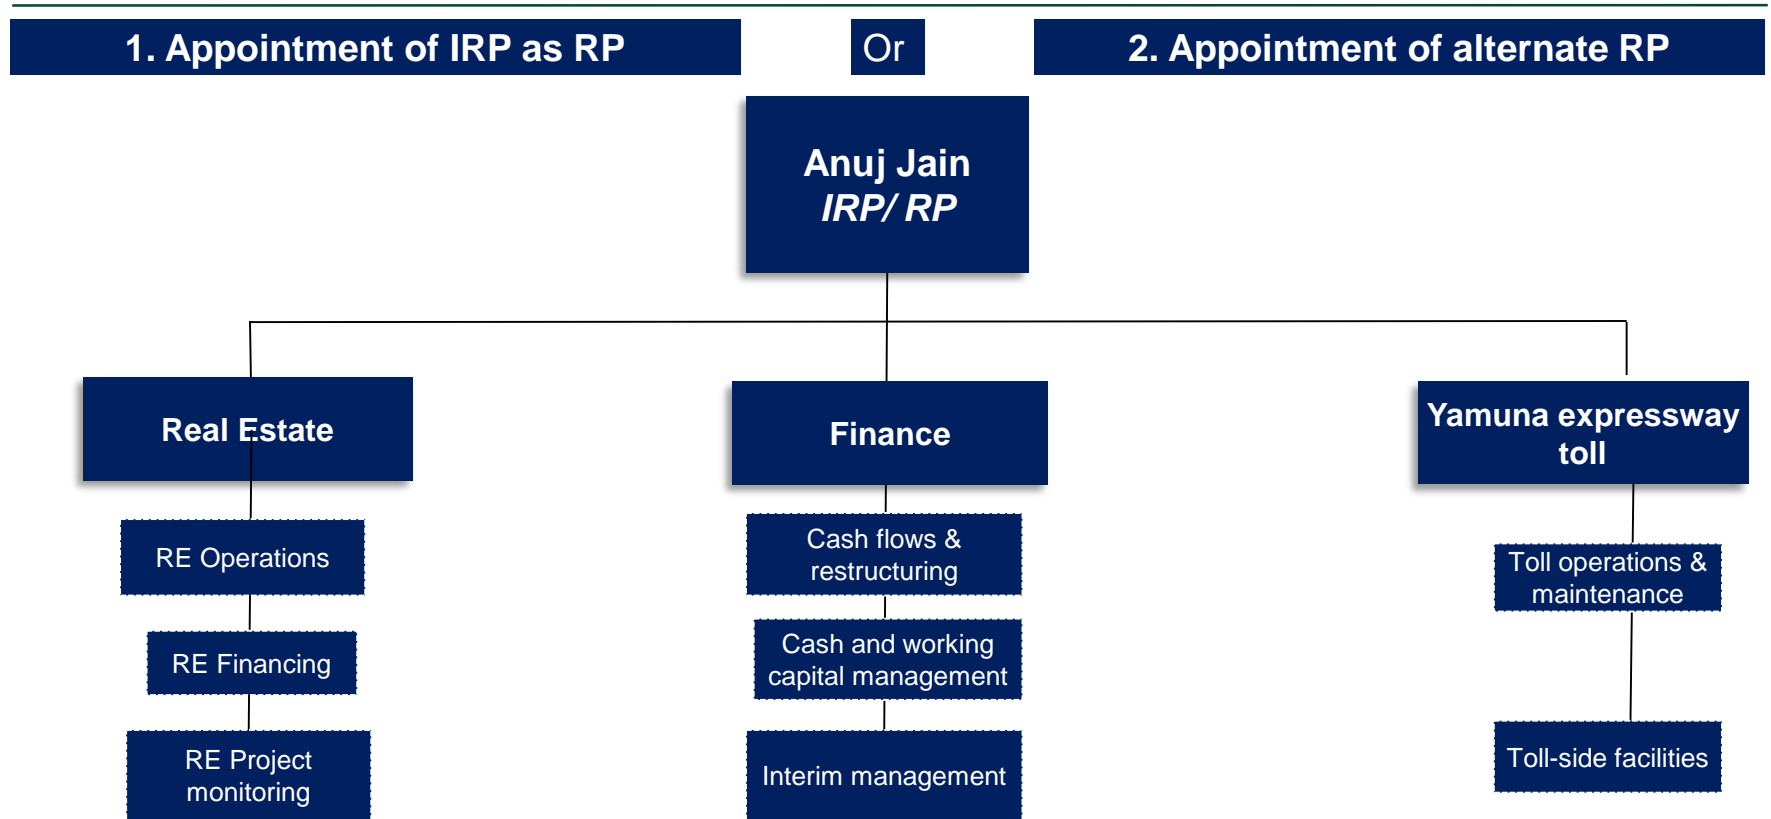 1. Appointment of IRP as RP
Or
2. Appointment of alternate RP
Anuj Jain
IRP/ RP
Real Estate
RE Operations
RE Financing
RE Project
monitoring
Finance
Cash flows &
restructuring
Cash and working
capital management
Interim management
Yamuna expressway
toll
Toll operations &
maintenance
Toll-side facilities